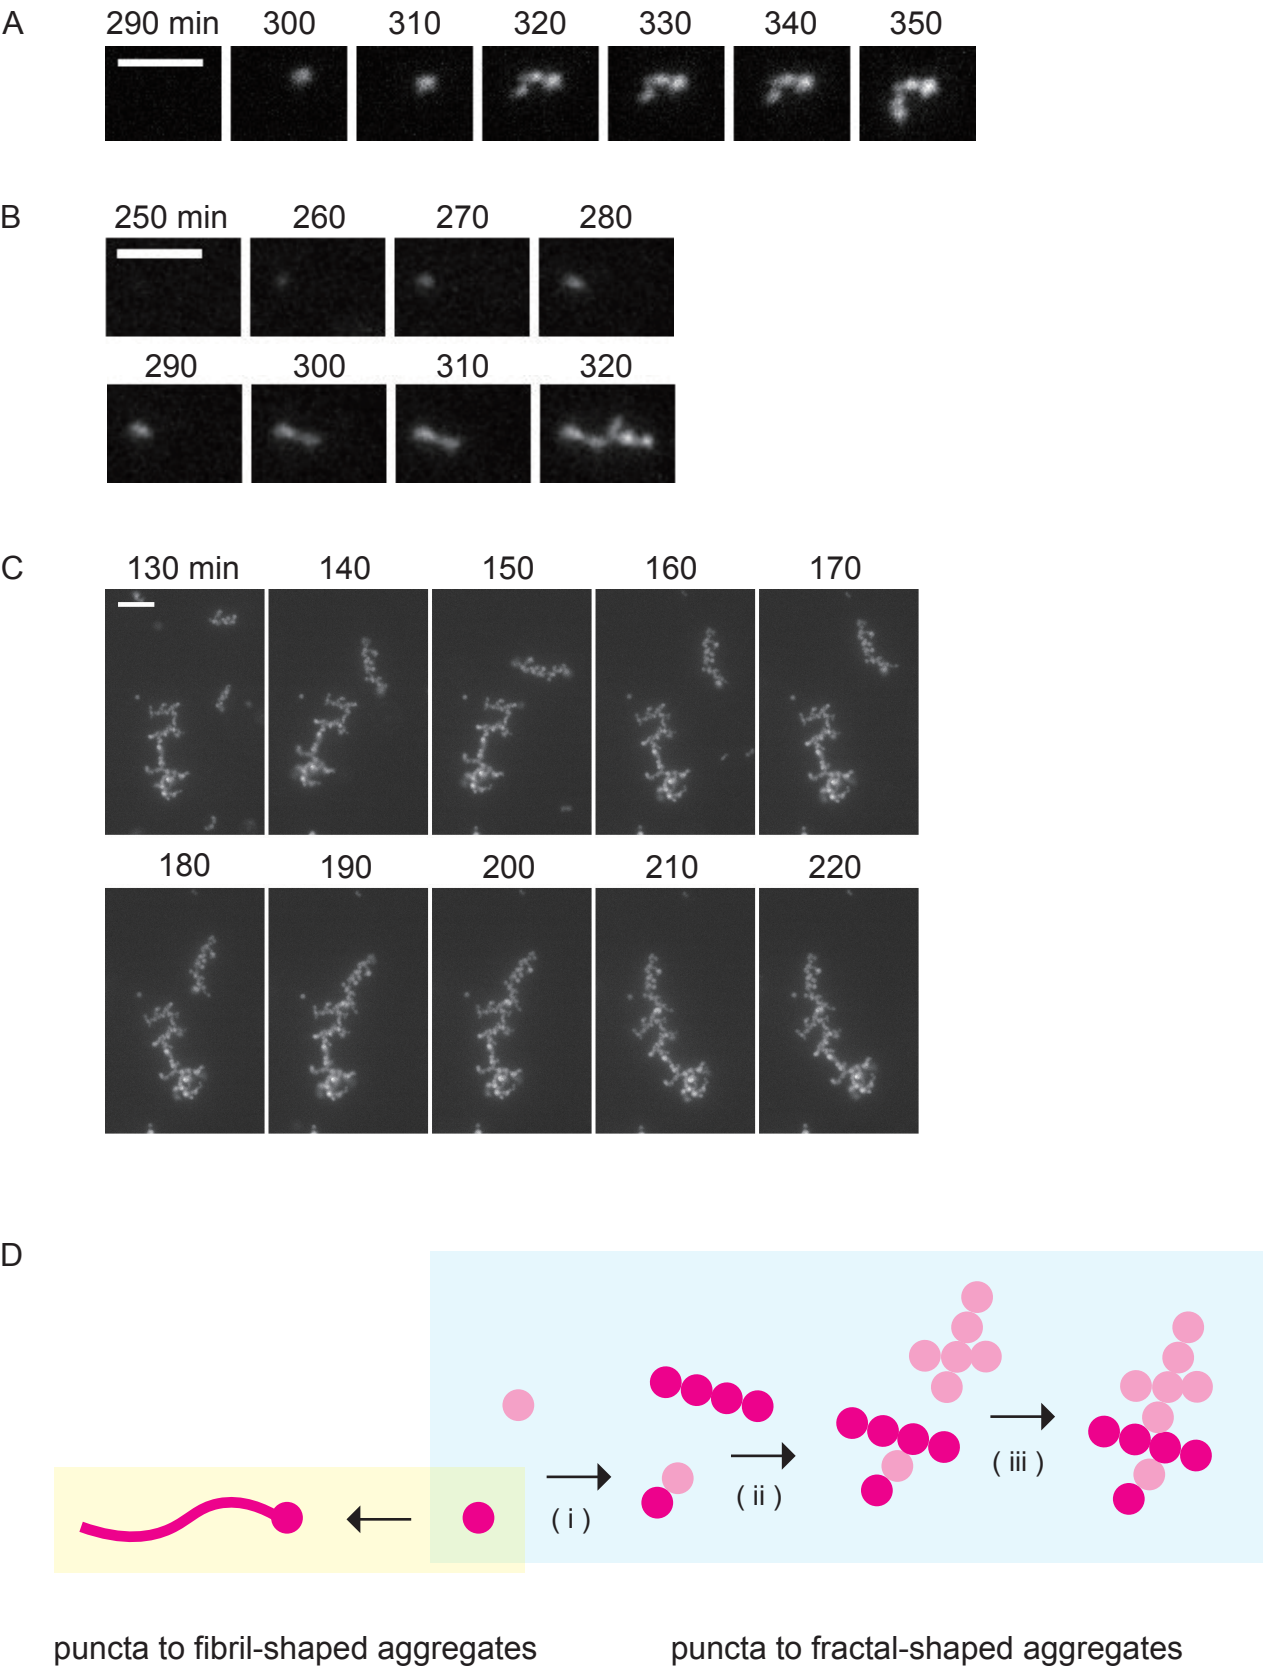 A
290 min 300 310 320 330 340 350
B
250 min 260 270 280
290 300 310 320
C
130 min 140 150 160 170
180 190 200 210 220
D
( i ) ( ii ) ( iii )
puncta to fibril-shaped aggregates puncta to fractal-shaped aggregates